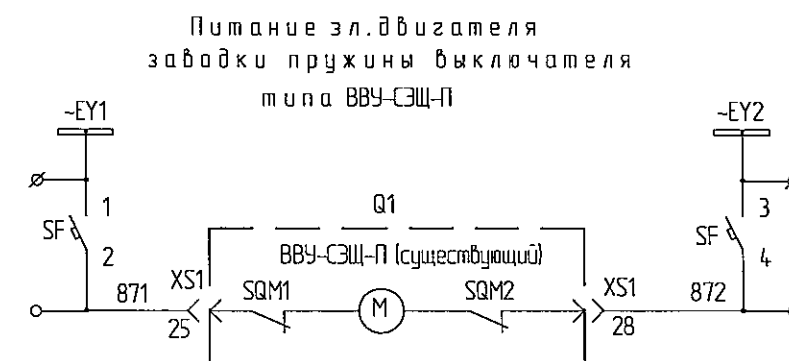 Питание эл.двигателя
заводки пружины выключателя
типа ВВУ-СЭЩ-П
~EY1
~EY2
1
3
Q1
SF
SF
2
4
ВВУ-СЭЩ-П (существующий)
871
XS1
SQM1
SQM2
XS1
872
M
25
28